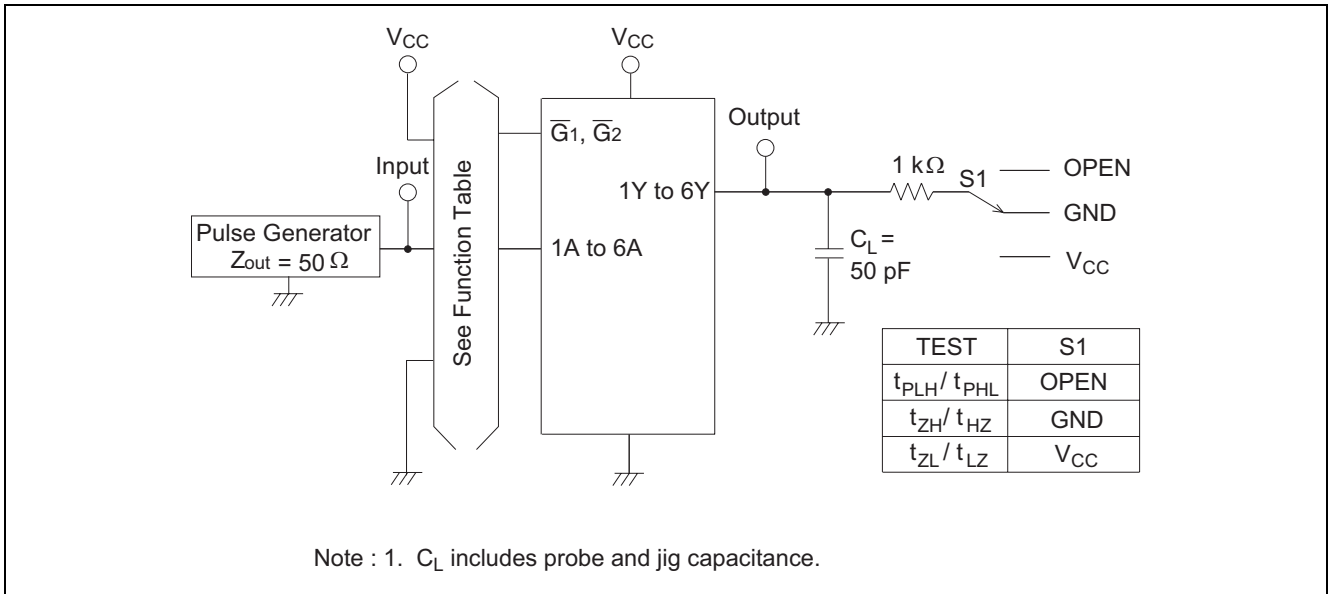 VCC
VCC
Output
Input
G̅1, G̅2
1 kΩ
S1
OPEN
1Y to 6Y
GND
Pulse Generator
Zout = 50 Ω
See Function Table
1A to 6A
CL =
50 pF
VCC
TEST S1
tPLH / tPHL OPEN
tZH / tHZ GND
tZL / tLZ VCC
Note : 1. CL includes probe and jig capacitance.